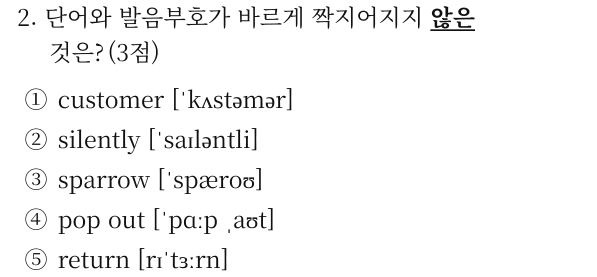 2. 단어와 발음부호가 바르게 짝지어지지 않은
것은? (3점)
① customer [ˈkʌstəmər]
② silently [ˈsaɪləntli]
③ sparrow [ˈspæroʊ]
④ pop out [ˈpɑːp ˌaʊt]
⑤ return [rɪˈtɜːrn]